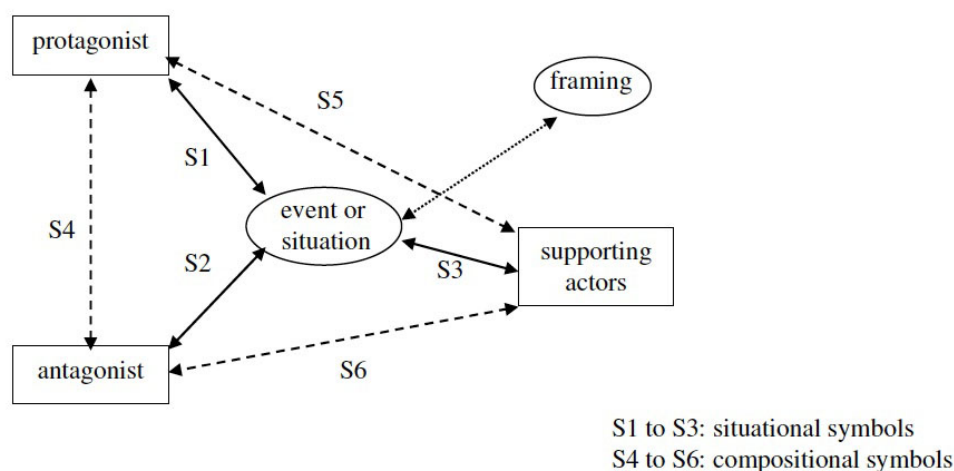 protagonist
framing
S5
S1
event or
situation
S4
S2
S3
supporting
actors
antagonist
S6
S1 to S3: situational symbols
S4 to S6: compositional symbols